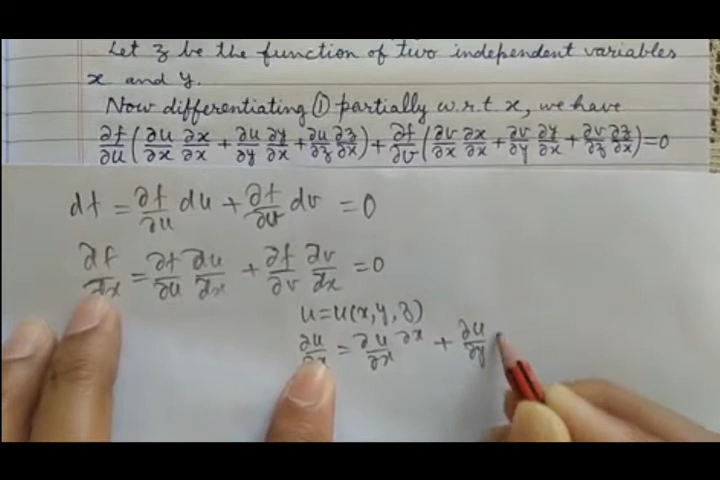 Let z be the function of two independent variables
x and y.
Now differentiating ① partially w.r.t x, we have
∂f/∂u (∂u/∂x ∂x/∂x + ∂u/∂y ∂y/∂x + ∂u/∂z ∂z/∂x) + ∂f/∂v (∂v/∂x ∂x/∂x + ∂v/∂y ∂y/∂x + ∂v/∂z ∂z/∂x) = 0
df = ∂f/∂u du + ∂f/∂v dv = 0
∂f/∂x = ∂f/∂u ∂u/∂x + ∂f/∂v ∂v/∂x = 0
u = u(x, y, z)
∂u/∂x = ∂u/∂x ∂x + ∂u/∂y